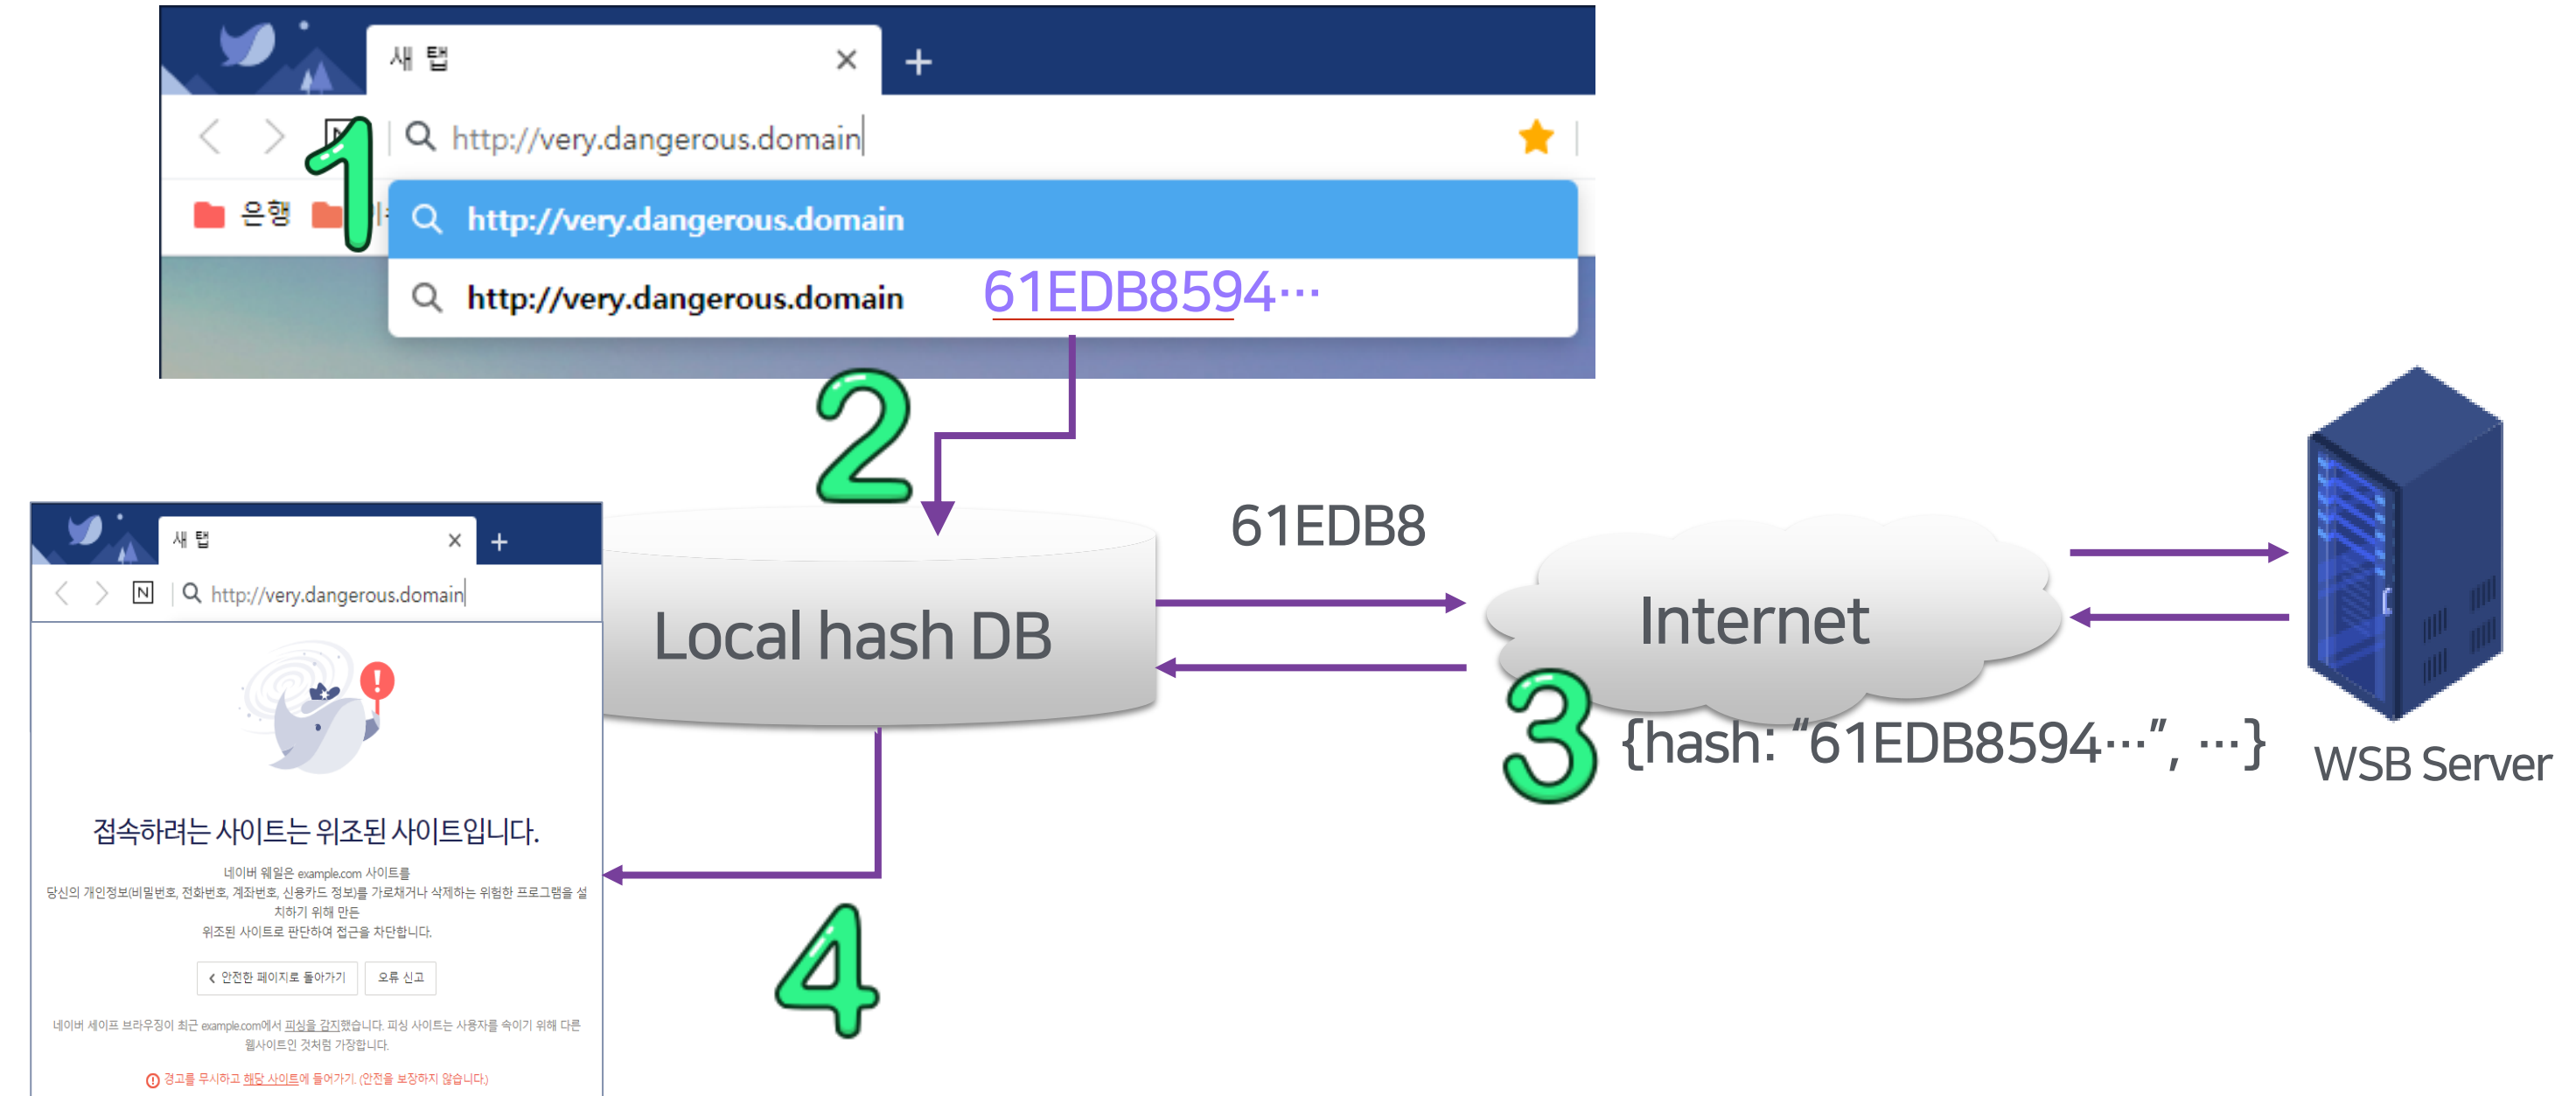 새 탭
http://very.dangerous.domain
1
은행
http://very.dangerous.domain
http://very.dangerous.domain 61EDB8594…
2
61EDB8
Local hash DB
Internet
3
{hash: “61EDB8594…”, …}
WSB Server
4
새 탭
N http://very.dangerous.domain
접속하려는 사이트는 위조된 사이트입니다.
네이버 웨일은 example.com 사이트를
당신의 개인정보(비밀번호, 전화번호, 계좌번호, 신용카드 정보)를 가로채거나 삭제하는 위험한 프로그램을 설
치하기 위해 만든
위조된 사이트로 판단하여 접근을 차단합니다.
안전한 페이지로 돌아가기 오류 신고
네이버 세이프 브라우징이 최근 example.com에서 피싱을 감지했습니다. 피싱 사이트는 사용자를 속이기 위해 다른
웹사이트인 것처럼 가장합니다.
경고를 무시하고 해당 사이트에 들어가기. (안전을 보장하지 않습니다.)